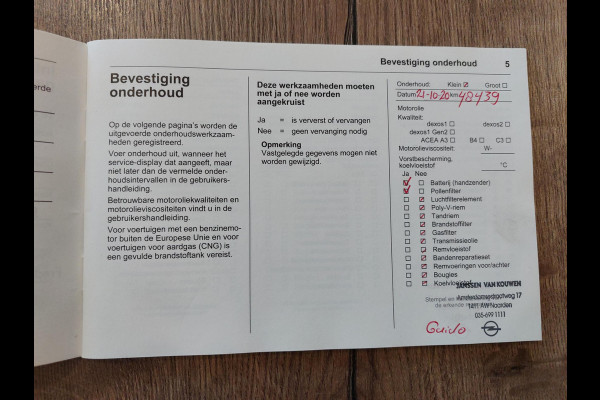 erde
Bevestiging onderhoud 5
Bevestiging
onderhoud
Op de volgende pagina's worden de
uitgevoerde onderhoudswerkzaam-
heden geregistreerd.
Voer onderhoud uit, wanneer het
service-display dat aangeeft, maar
niet later dan de vermelde onder-
houdsintervallen in de gebruikers-
handleiding.
Betrouwbare motoroliekwaliteiten en
motorolieviscositeiten vindt u in de
gebruikershandleiding.
Voor voertuigen met een benzinemo-
tor buiten de Europese Unie en voor
voertuigen voor aardgas (CNG) is
een gevulde brandstoftank vereist.
Deze werkzaamheden moeten
met ja of nee worden
aangekruist
Ja = is ververst of vervangen
Nee = geen vervanging nodig
Opmerking
Vastgelegde gegevens mogen niet
worden gewijzigd.
Onderhoud: Klein Groot
Datum 21-10-20 km 48439
Motorolie
Kwaliteit:
dexos1 dexos2
dexos1 Gen2
ACEA A3 B4 C3
Motorolieviscositeit: W-
Vorstbescherming,
koelvloeistof °C
Ja Nee
Batterij (handzender)
Pollenfilter
Luchtfilterelement
Poly-V-riem
Tandriem
Brandstoffilter
Gasfilter
Transmissieolie
Remvloeistof
Bandenreparatieset
Remvoeringen voor/achter
Bougies
Koelvloeistof
JANSSEN VAN KOUWEN
Stempel en
Amsterdamsestraatweg 17
1411 AW Naarden
035-699 1111
Guido